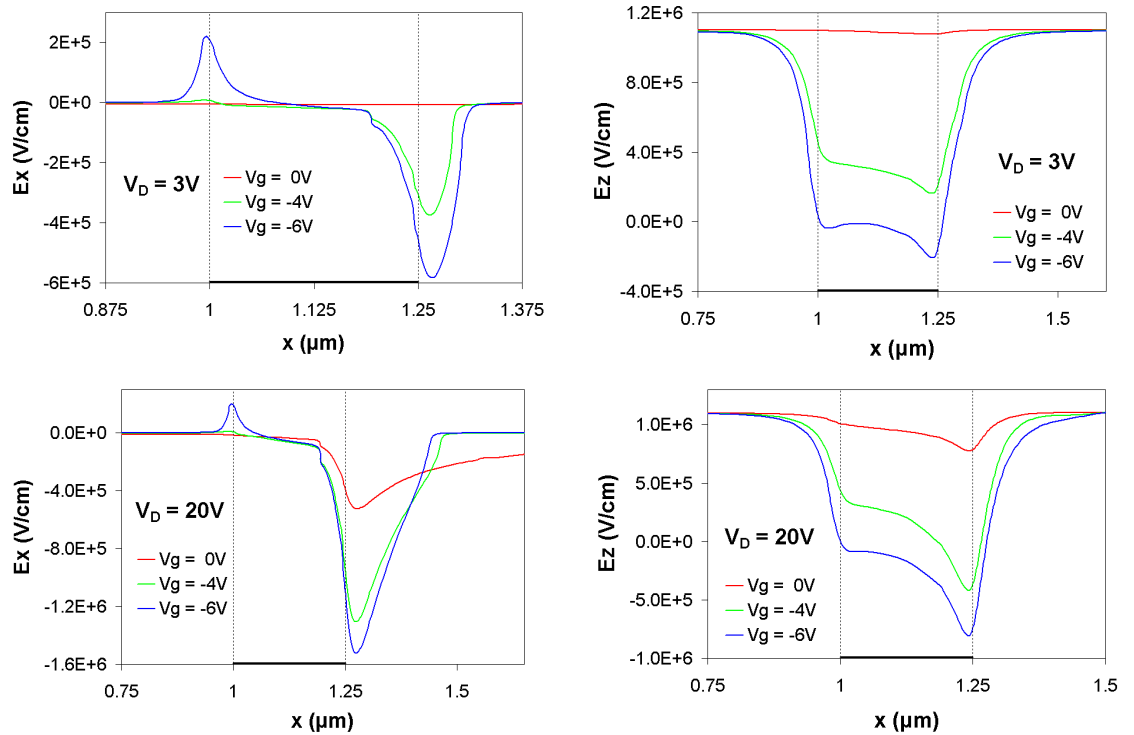 2E+5
0E+0
-2E+5
-4E+5
-6E+5
Ex (V/cm)
V_D = 3V
Vg = 0V
Vg = -4V
Vg = -6V
0.875 1 1.125 1.25 1.375
x (µm)
1.2E+6
8.0E+5
4.0E+5
0.0E+0
-4.0E+5
Ez (V/cm)
V_D = 3V
Vg = 0V
Vg = -4V
Vg = -6V
0.75 1 1.25 1.5
x (µm)
0.0E+0
-4.0E+5
-8.0E+5
-1.2E+6
-1.6E+6
Ex (V/cm)
V_D = 20V
Vg = 0V
Vg = -4V
Vg = -6V
0.75 1 1.25 1.5
x (µm)
1.0E+6
5.0E+5
0.0E+0
-5.0E+5
-1.0E+6
Ez (V/cm)
V_D = 20V
Vg = 0V
Vg = -4V
Vg = -6V
0.75 1 1.25 1.5
x (µm)